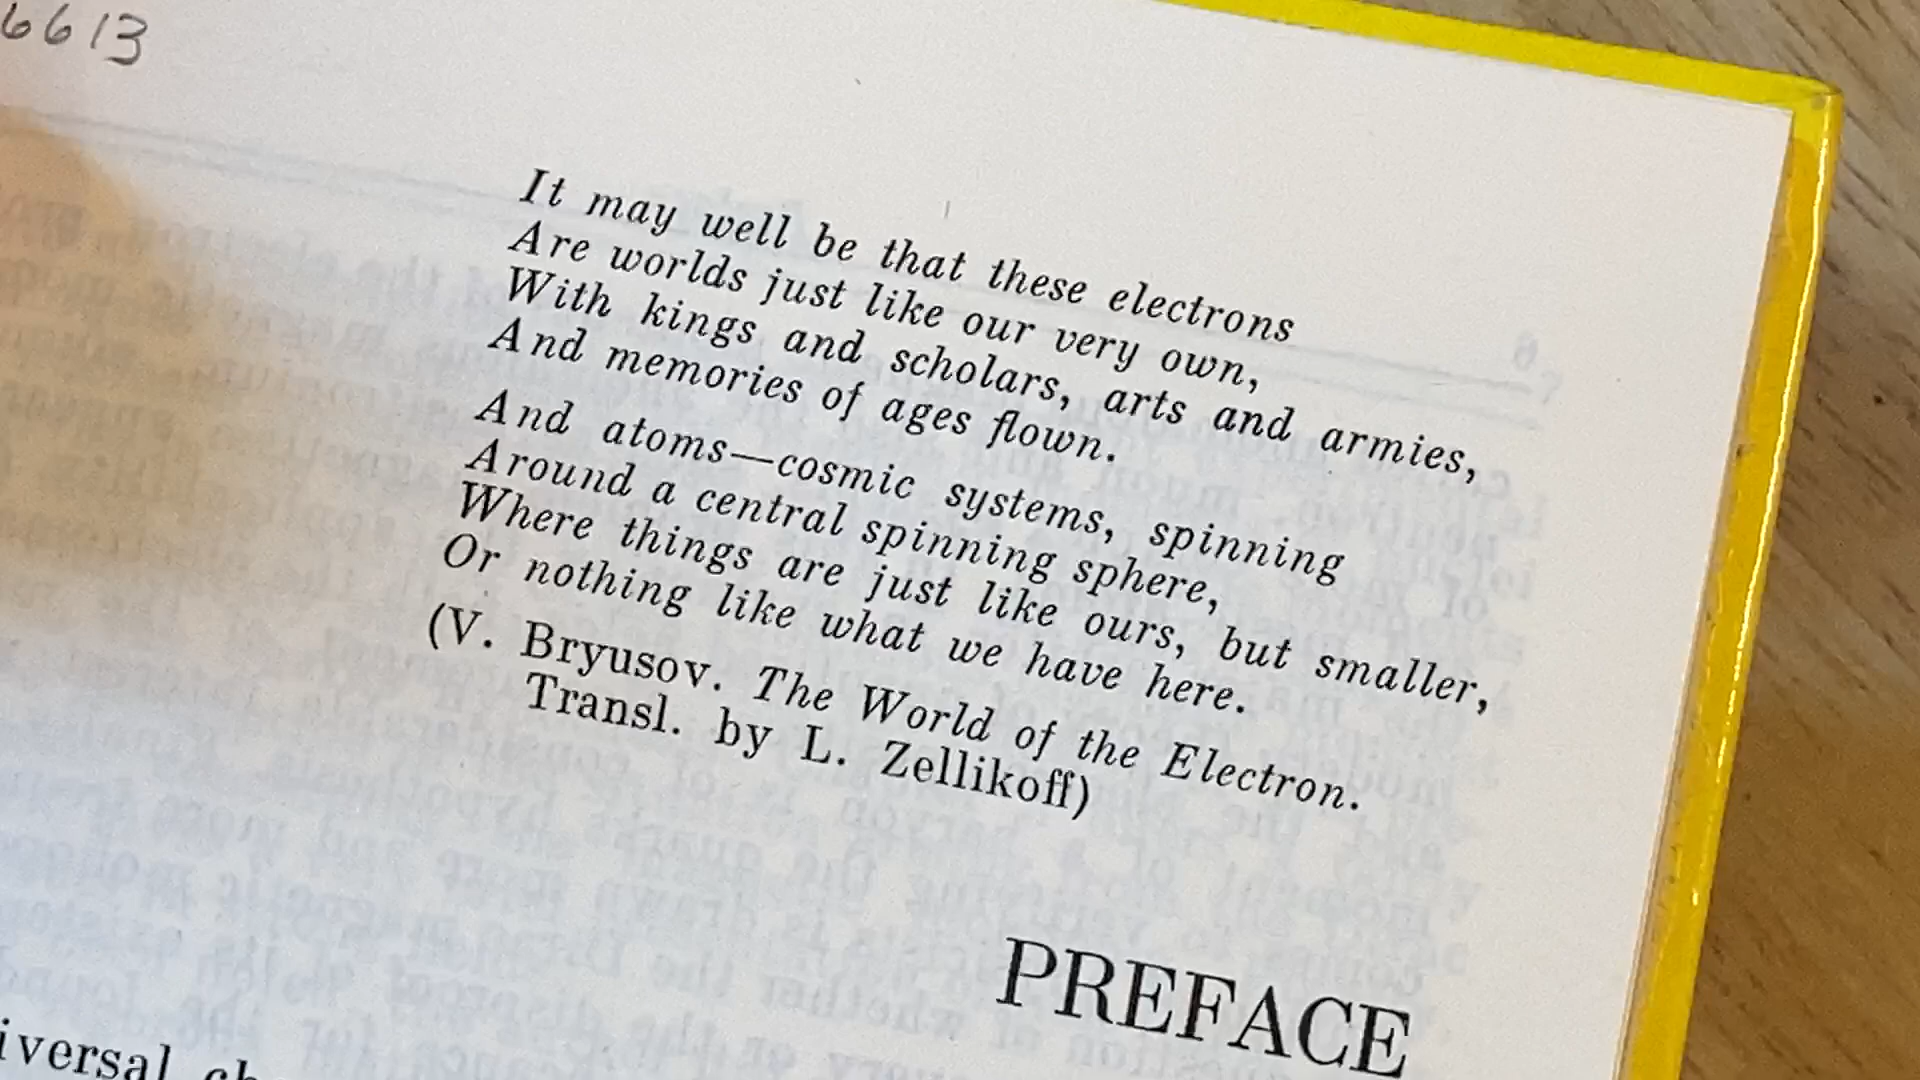 6613
It may well be that these electrons
Are worlds just like our very own,
With kings and scholars, arts and armies,
And memories of ages flown.
And atoms—cosmic systems, spinning
Around a central spinning sphere,
Where things are just like ours, but smaller,
Or nothing like what we have here.
(V. Bryusov. The World of the Electron.
Transl. by L. Zellikoff)
PREFACE
iversal